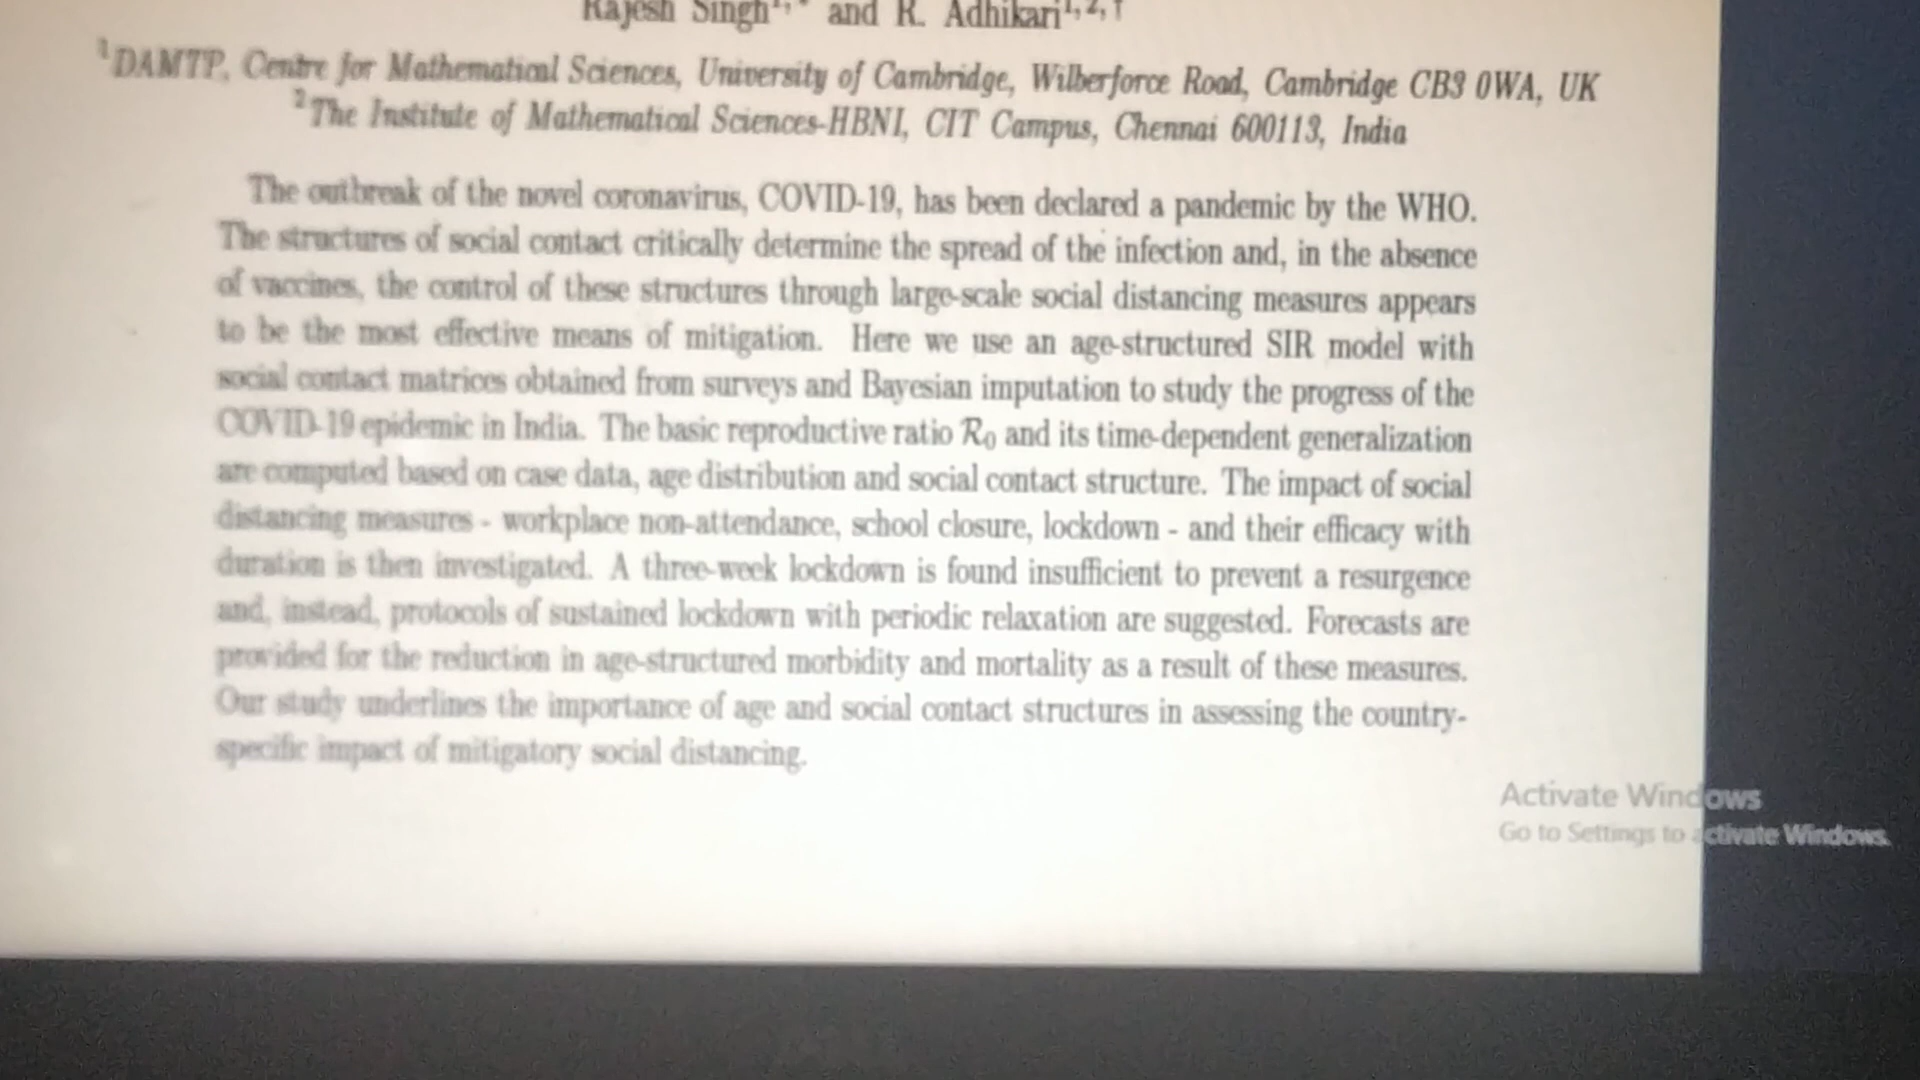 Rajesh Singh1, * and R. Adhikari1, 2, †
1DAMTP, Centre for Mathematical Sciences, University of Cambridge, Wilberforce Road, Cambridge CB3 0WA, UK
2The Institute of Mathematical Sciences-HBNI, CIT Campus, Chennai 600113, India
The outbreak of the novel coronavirus, COVID-19, has been declared a pandemic by the WHO.
The structures of social contact critically determine the spread of the infection and, in the absence
of vaccines, the control of these structures through large-scale social distancing measures appears
to be the most effective means of mitigation. Here we use an age-structured SIR model with
social contact matrices obtained from surveys and Bayesian imputation to study the progress of the
COVID-19 epidemic in India. The basic reproductive ratio R0 and its time-dependent generalization
are computed based on case data, age distribution and social contact structure. The impact of social
distancing measures - workplace non-attendance, school closure, lockdown - and their efficacy with
duration is then investigated. A three-week lockdown is found insufficient to prevent a resurgence
and, instead, protocols of sustained lockdown with periodic relaxation are suggested. Forecasts are
provided for the reduction in age-structured morbidity and mortality as a result of these measures.
Our study underlines the importance of age and social contact structures in assessing the country-
specific impact of mitigatory social distancing.
Activate Windows
Go to Settings to activate Windows.